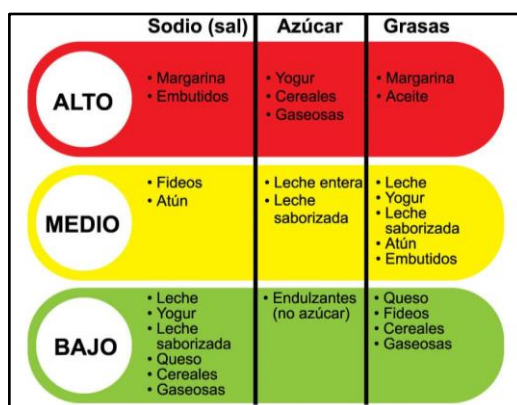 Sodio (sal)
Azúcar
Grasas
ALTO
• Margarina
• Embutidos
• Yogur
• Cereales
• Gaseosas
• Margarina
• Aceite
MEDIO
• Fideos
• Atún
• Leche entera
• Leche
saborizada
• Leche
• Yogur
• Leche
saborizada
• Atún
• Embutidos
BAJO
• Leche
• Yogur
• Leche
saborizada
• Queso
• Cereales
• Gaseosas
• Endulzantes
(no azúcar)
• Queso
• Fideos
• Cereales
• Gaseosas